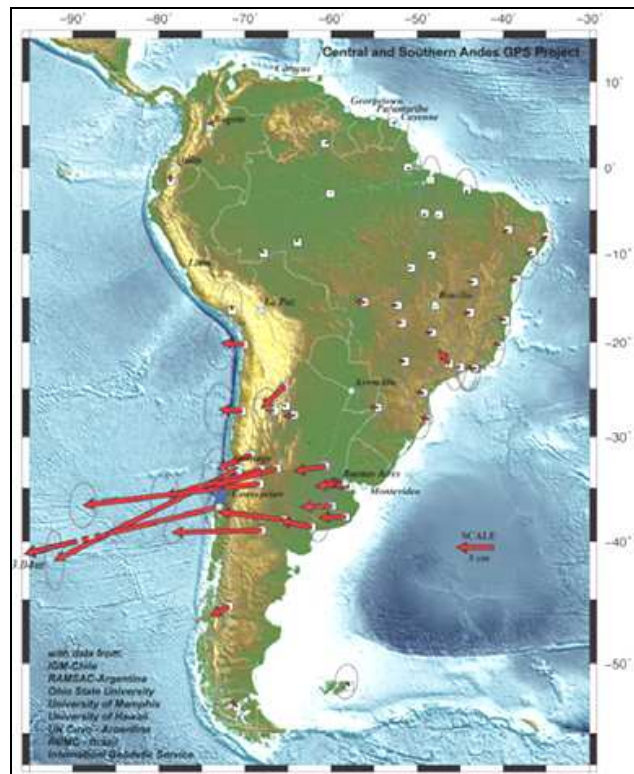 −90° −80° −70° −60° −50° −40° −30°
Central and Southern Andes GPS Project
Caracas
10°
Georgetown
Paramaribo
Cayenne
Bogota
Quito
0°
−10°
Lima
La Paz
Brasilia
−20°
Asuncion
−30°
Santiago
Buenos Aires
Concepcion
Montevideo
SCALE
5 cm
−40°
with data from:
IGM-Chile
RAMSAC-Argentina
Ohio State University
University of Memphis
University of Hawaii
UN Cuyo - Argentina
−50°
International Geodetic Service